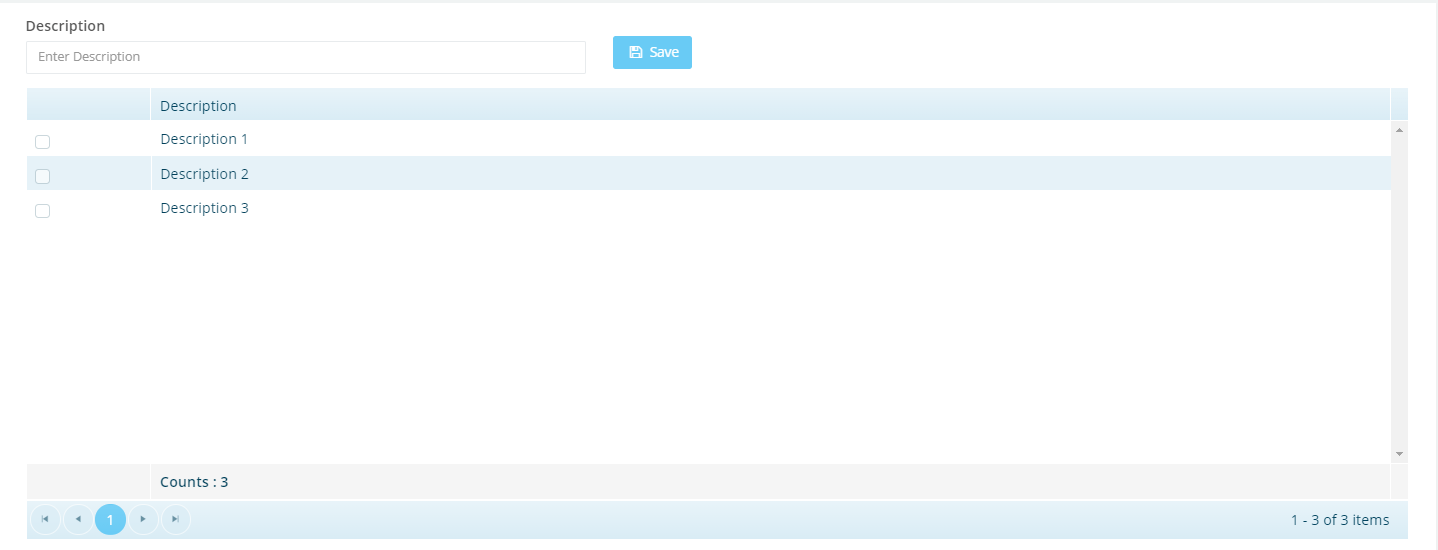 Description
Enter Description
Save
Description
Description 1
Description 2
Description 3
Counts : 3
1
1 - 3 of 3 items